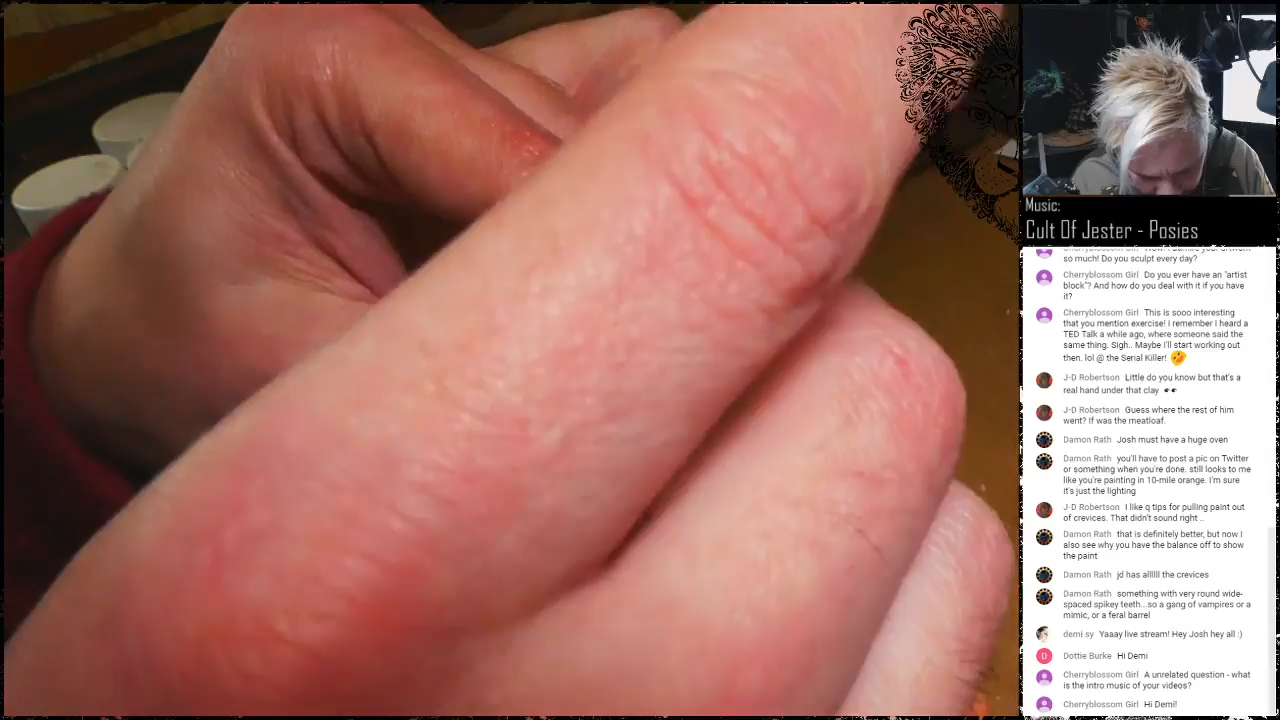 Music:
Cult Of Jester - Posies
so much! Do you sculpt every day?
Cherryblossom Girl Do you ever have an "artist
block"? And how do you deal with it if you have
it?
Cherryblossom Girl This is sooo interesting
that you mention exercise! I remember I heard a
TED Talk a while ago, where someone said the
same thing. Sigh.. Maybe I'll start working out
then. lol @ the Serial Killer!
J-D Robertson Little do you know but that's a
real hand under that clay
J-D Robertson Guess where the rest of him
went? If was the meatloaf.
Damon Rath Josh must have a huge oven
Damon Rath you'll have to post a pic on Twitter
or something when you're done. still looks to me
like you're painting in 10-mile orange. I'm sure
it's just the lighting
J-D Robertson I like q tips for pulling paint out
of crevices. That didn't sound right ..
Damon Rath that is definitely better, but now I
also see why you have the balance off to show
the paint
Damon Rath jd has allllll the crevices
Damon Rath something with very round wide-
spaced spikey teeth...so a gang of vampires or a
mimic, or a feral barrel
demi sy Yaaay live stream! Hey Josh hey all :)
D Dottie Burke Hi Demi
Cherryblossom Girl A unrelated question - what
is the intro music of your videos?
Cherryblossom Girl Hi Demi!